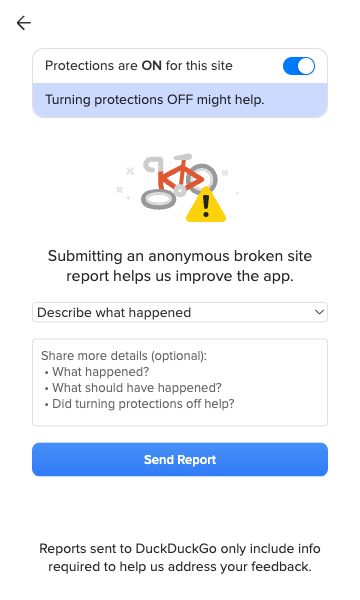 Protections are ON for this site
Turning protections OFF might help.
Submitting an anonymous broken site
report helps us improve the app.
Describe what happened
Share more details (optional):
• What happened?
• What should have happened?
• Did turning protections off help?
Send Report
Reports sent to DuckDuckGo only include info
required to help us address your feedback.